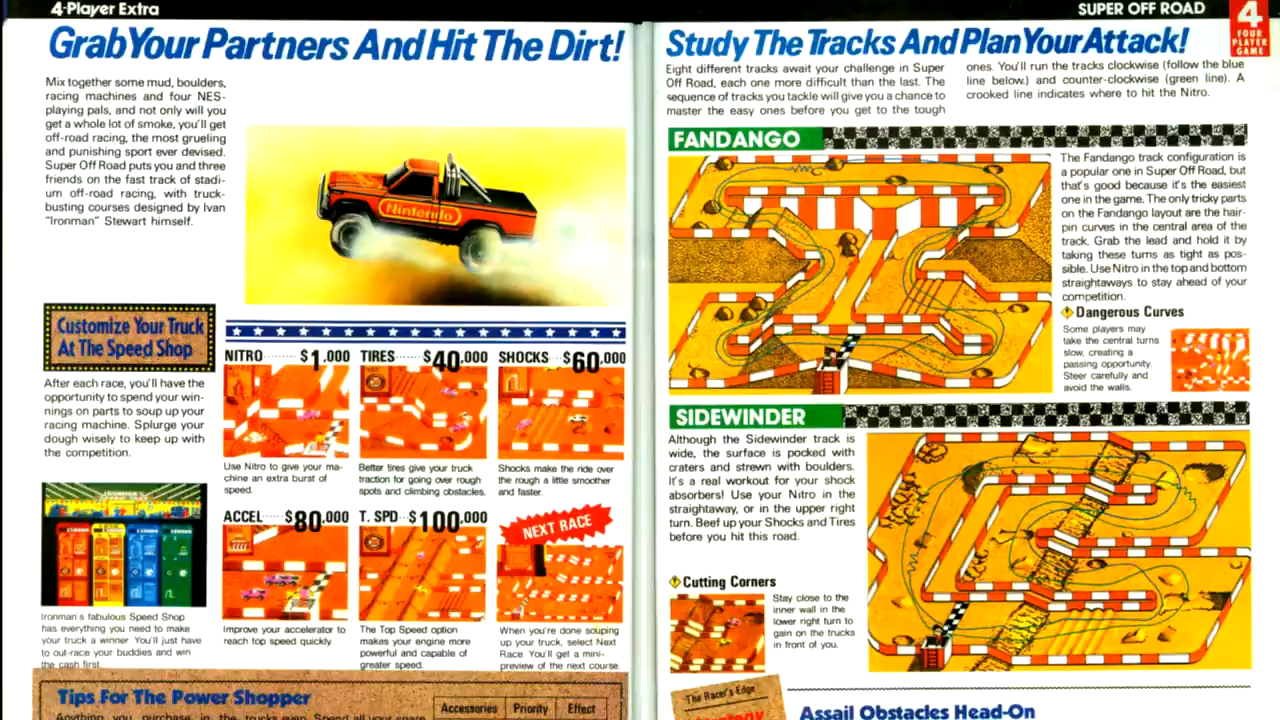 4-Player Extra
Grab Your Partners And Hit The Dirt!
Mix together some mud, boulders,
racing machines and four NES-
playing pals, and not only will you
get a whole lot of smoke, you'll get
off-road racing, the most grueling
and punishing sport ever devised.
Super Off Road puts you and three
friends on the fast track of stadi-
um off-road racing, with truck-
busting courses designed by Ivan
"Ironman" Stewart himself.
Nintendo
Customize Your Truck
At The Speed Shop
After each race, you'll have the
opportunity to spend your win-
nings on parts to soup up your
racing machine. Splurge your
dough wisely to keep up with
the competition.
Ironman's fabulous Speed Shop
has everything you need to make
your truck a winner. You'll just have
to out-race your buddies and win
the cash first.
NITRO $1,000
Use Nitro to give your ma-
chine an extra burst of
speed.
TIRES $40,000
Better tires give your truck
traction for going over rough
spots and climbing obstacles.
SHOCKS $60,000
Shocks make the ride over
the rough a little smoother
and faster.
ACCEL $80,000
Improve your accelerator to
reach top speed quickly.
T. SPD $100,000
The Top Speed option
makes your engine more
powerful and capable of
greater speed.
NEXT RACE
When you're done souping
up your truck, select Next
Race. You'll get a mini-
preview of the next course.
Tips For The Power Shopper
Anything you purchase in the trucks even. Spend all your spare
Accessories Priority Effect
SUPER OFF ROAD
4
FOUR
PLAYER
GAME
Study The Tracks And Plan Your Attack!
Eight different tracks await your challenge in Super
Off Road, each one more difficult than the last. The
sequence of tracks you tackle will give you a chance to
master the easy ones before you get to the tough
ones. You'll run the tracks clockwise (follow the blue
line below.) and counter-clockwise (green line). A
crooked line indicates where to hit the Nitro.
FANDANGO
The Fandango track configuration is
a popular one in Super Off Road, but
that's good because it's the easiest
one in the game. The only tricky parts
on the Fandango layout are the hair-
pin curves in the central area of the
track. Grab the lead and hold it by
taking these turns as tight as pos-
sible. Use Nitro in the top and bottom
straightaways to stay ahead of your
competition.
Dangerous Curves
Some players may
take the central turns
slow, creating a
passing opportunity.
Steer carefully and
avoid the walls.
SIDEWINDER
Although the Sidewinder track is
wide, the surface is pocked with
craters and strewn with boulders.
It's a real workout for your shock
absorbers! Use your Nitro in the
straightaway, or in the upper right
turn. Beef up your Shocks and Tires
before you hit this road.
Cutting Corners
Stay close to the
inner wall in the
lower right turn to
gain on the trucks
in front of you.
The Racer's Edge
Assail Obstacles Head-On